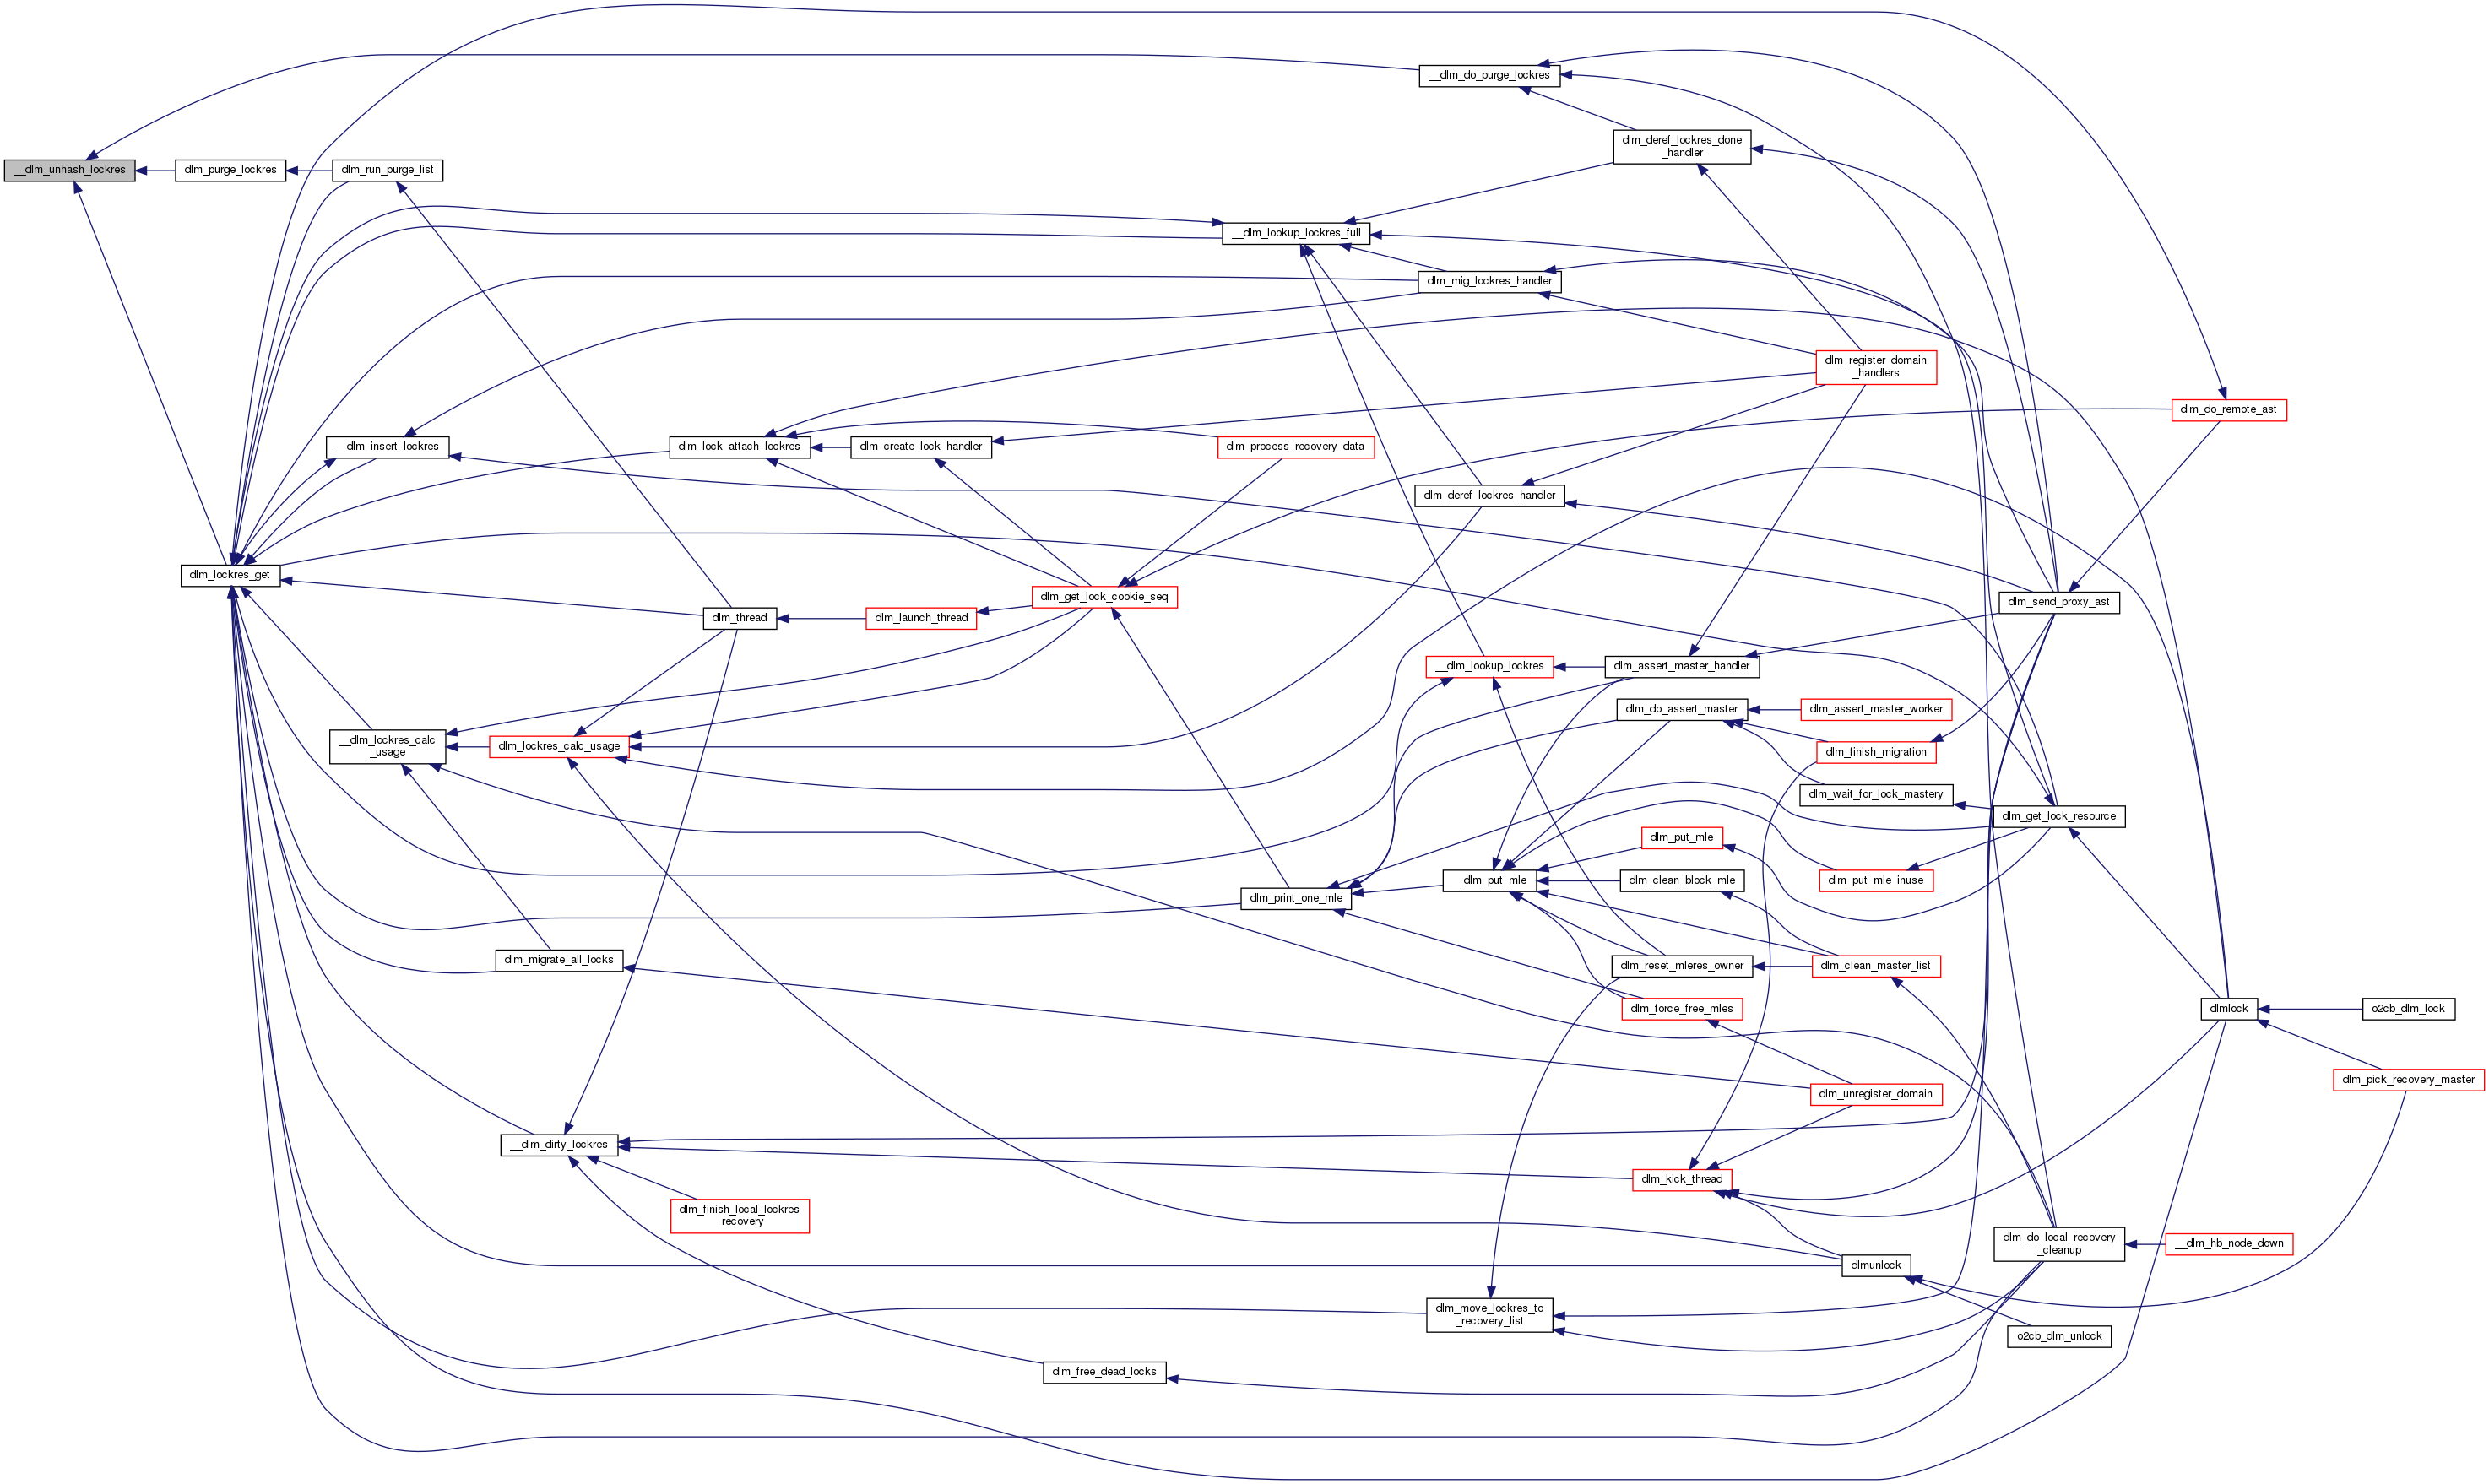 __dlm_unhash_lockres
dlm_purge_lockres
dlm_run_purge_list
dlm_lockres_get
__dlm_insert_lockres
__dlm_lockres_calc
_usage
dlm_lockres_calc_usage
dlm_migrate_all_locks
__dlm_dirty_lockres
dlm_lock_attach_lockres
dlm_thread
dlm_finish_local_lockres
_recovery
dlm_mig_lockres_handler
dlm_create_lock_handler
dlm_launch_thread
dlm_move_lockres_to
_recovery_list
dlm_get_lock_cookie_seq
dlm_free_dead_locks
__dlm_lookup_lockres_full
dlm_process_recovery_data
dlm_print_one_mle
dlm_kick_thread
__dlm_do_purge_lockres
dlm_deref_lockres_handler
__dlm_lookup_lockres
__dlm_put_mle
dlm_deref_lockres_done
_handler
dlm_assert_master_handler
dlm_do_assert_master
dlm_put_mle
dlm_clean_block_mle
dlm_reset_mleres_owner
dlm_force_free_mles
dlm_register_domain
_handlers
dlm_assert_master_worker
dlm_finish_migration
dlm_wait_for_lock_mastery
dlm_put_mle_inuse
dlm_clean_master_list
dlm_unregister_domain
dlmunlock
dlm_send_proxy_ast
dlm_get_lock_resource
dlm_do_local_recovery
_cleanup
o2cb_dlm_unlock
dlm_do_remote_ast
dlmlock
__dlm_hb_node_down
o2cb_dlm_lock
dlm_pick_recovery_master